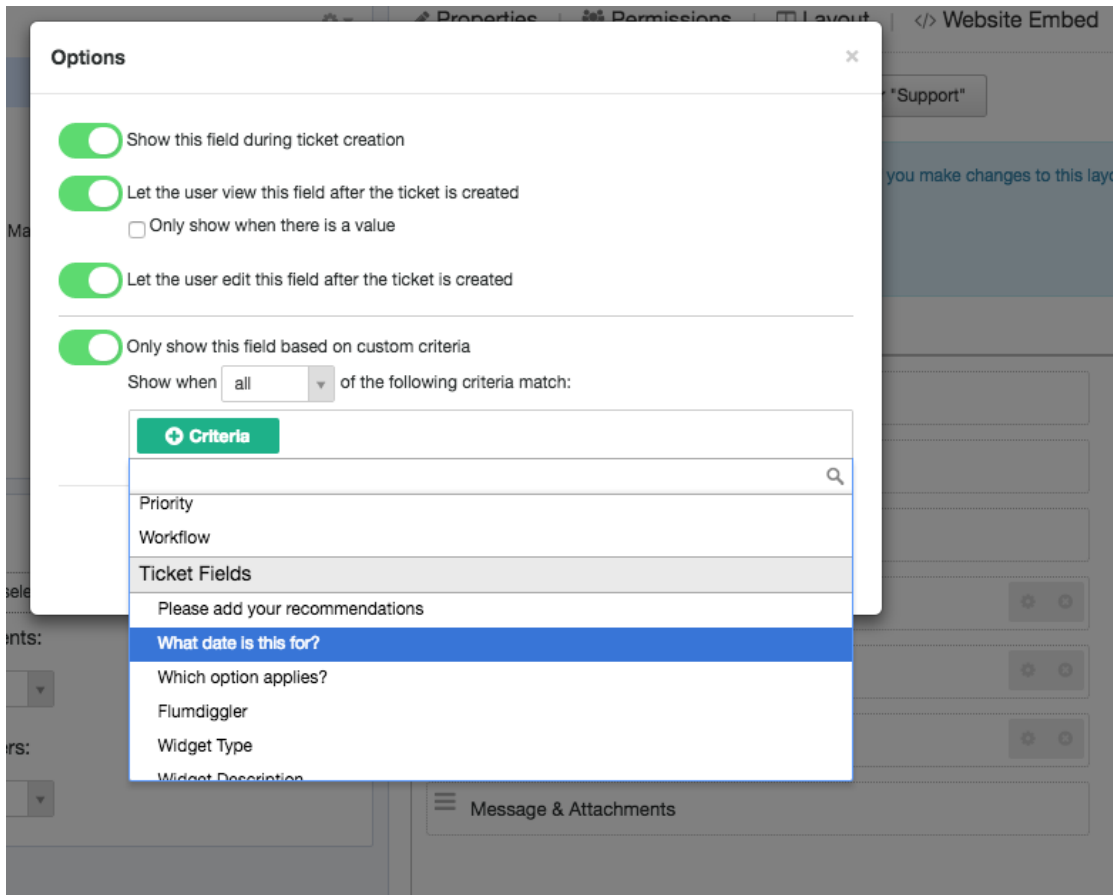 Properties | Permissions | Layout | </> Website Embed
Options ×
"Support"
Show this field during ticket creation
you make changes to this
Let the user view this field after the ticket is created
Only show when there is a value
Let the user edit this field after the ticket is created
Only show this field based on custom criteria
Show when all of the following criteria match:
Criteria
Priority
Workflow
Ticket Fields
Please add your recommendations
What date is this for?
Which option applies?
Flumdiggler
Widget Type
Widget Description
Message & Attachments